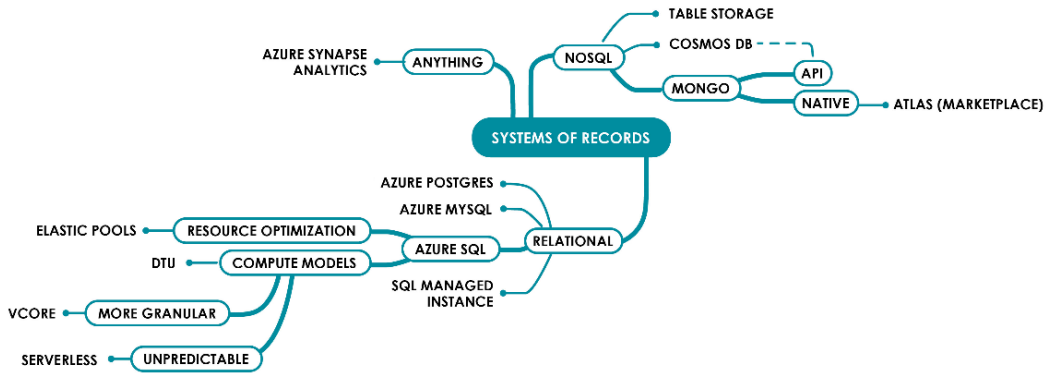 TABLE STORAGE
COSMOS DB
NOSQL
AZURE SYNAPSE
ANALYTICS
ANYTHING
API
MONGO
NATIVE
ATLAS (MARKETPLACE)
SYSTEMS OF RECORDS
AZURE POSTGRES
AZURE MYSQL
ELASTIC POOLS
RESOURCE OPTIMIZATION
RELATIONAL
AZURE SQL
DTU
COMPUTE MODELS
SQL MANAGED
INSTANCE
VCORE
MORE GRANULAR
SERVERLESS
UNPREDICTABLE